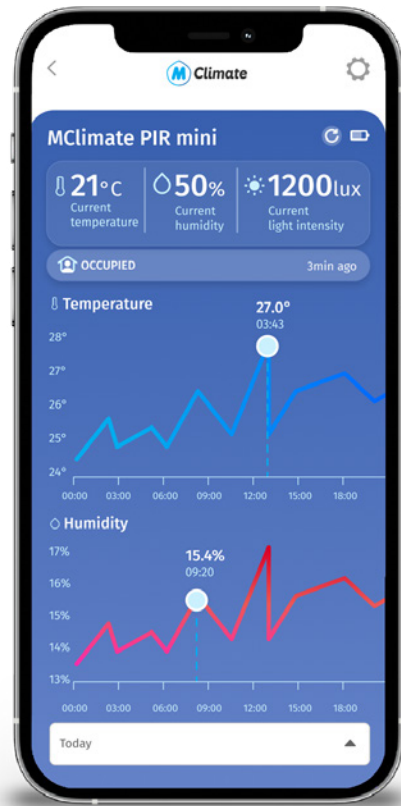 M Climate
MClimate PIR mini
21°C
Current
temperature
50%
Current
humidity
1200lux
Current
light intensity
OCCUPIED 3min ago
Temperature
27.0°
03:43
28°
27°
26°
25°
24°
00:00 03:00 06:00 09:00 12:00 15:00 18:00
Humidity
15.4%
09:20
17%
16%
15%
14%
13%
00:00 03:00 06:00 09:00 12:00 15:00 18:00
Today